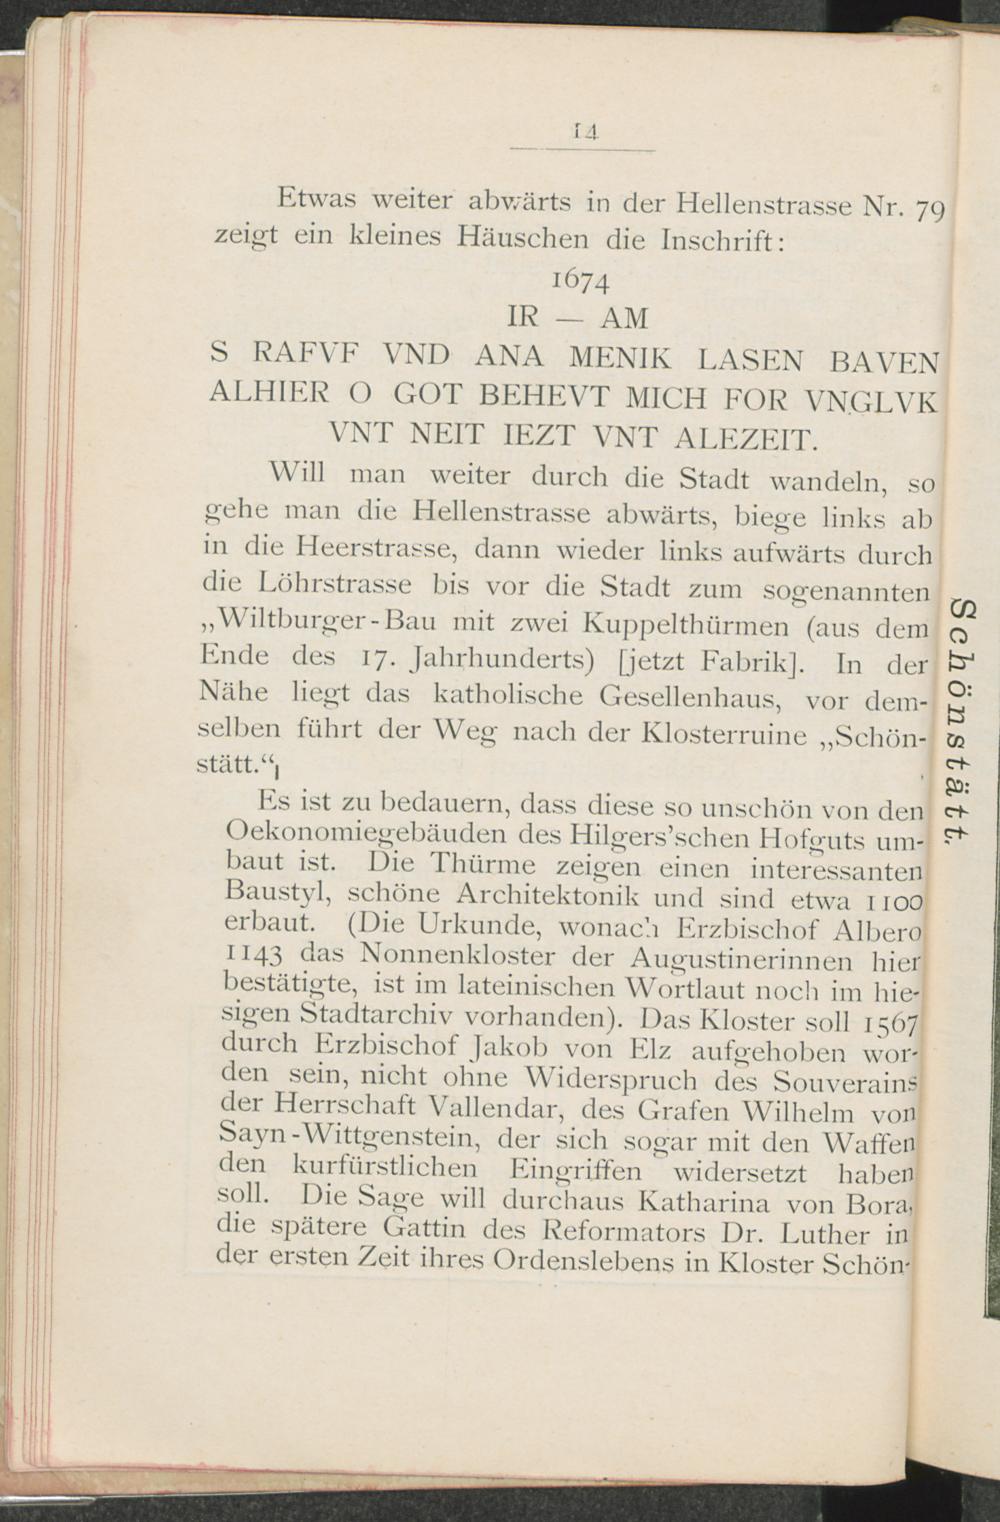 14
Etwas weiter abwärts in der Hellenstrasse Nr. 79
zeigt ein kleines Häuschen die Inschrift:
1674
IR — AM
S RAFVF VND ANA MENIK LASEN BAVEN
ALHIER O GOT BEHEVT MICH FOR VNGLVK
VNT NEIT IEZT VNT ALEZEIT.
Will man weiter durch die Stadt wandeln, so
gehe man die Hellenstrasse abwärts, biege links ab
in die Heerstrasse, dann wieder links aufwärts durch
die Löhrstrasse bis vor die Stadt zum sogenannten
„Wiltburger-Bau mit zwei Kuppelthürmen (aus dem
Ende des 17. Jahrhunderts) [jetzt Fabrik]. In der
Nähe liegt das katholische Gesellenhaus, vor dem-
selben führt der Weg nach der Klosterruine „Schön-
stätt.“
Es ist zu bedauern, dass diese so unschön von den
Oekonomiegebäuden des Hilgers'schen Hofguts um-
baut ist. Die Thürme zeigen einen interessanten
Baustyl, schöne Architektonik und sind etwa 1100
erbaut. (Die Urkunde, wonach Erzbischof Albero
1143 das Nonnenkloster der Augustinerinnen hier
bestätigte, ist im lateinischen Wortlaut noch im hie-
sigen Stadtarchiv vorhanden). Das Kloster soll 1567
durch Erzbischof Jakob von Elz aufgehoben wor-
den sein, nicht ohne Widerspruch des Souverains
der Herrschaft Vallendar, des Grafen Wilhelm von
Sayn-Wittgenstein, der sich sogar mit den Waffen
den kurfürstlichen Eingriffen widersetzt haben
soll. Die Sage will durchaus Katharina von Bora,
die spätere Gattin des Reformators Dr. Luther in
der ersten Zeit ihres Ordenslebens in Kloster Schön-
Schönstätt.